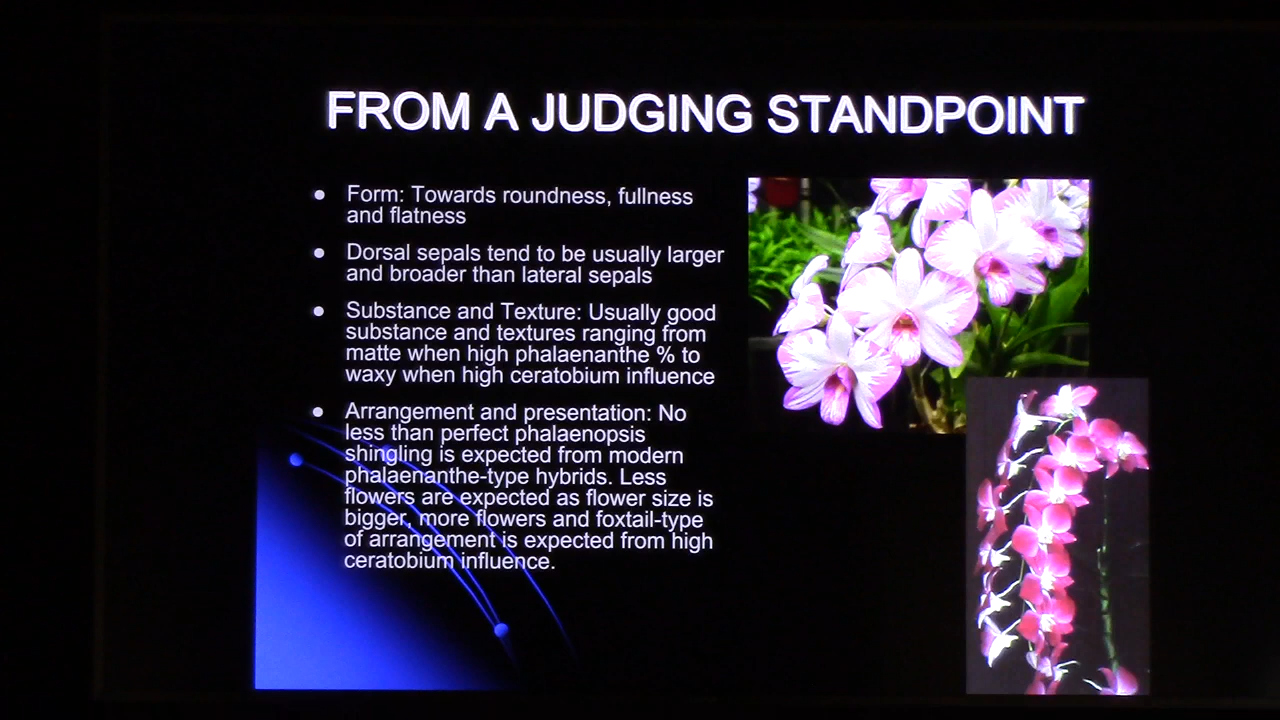 FROM A JUDGING STANDPOINT
Form: Towards roundness, fullness
and flatness
Dorsal sepals tend to be usually larger
and broader than lateral sepals
Substance and Texture: Usually good
substance and textures ranging from
matte when high phalaenanthe % to
waxy when high ceratobium influence
Arrangement and presentation: No
less than perfect phalaenopsis
shingling is expected from modern
phalaenanthe-type hybrids. Less
flowers are expected as flower size is
bigger, more flowers and foxtail-type
of arrangement is expected from high
ceratobium influence.